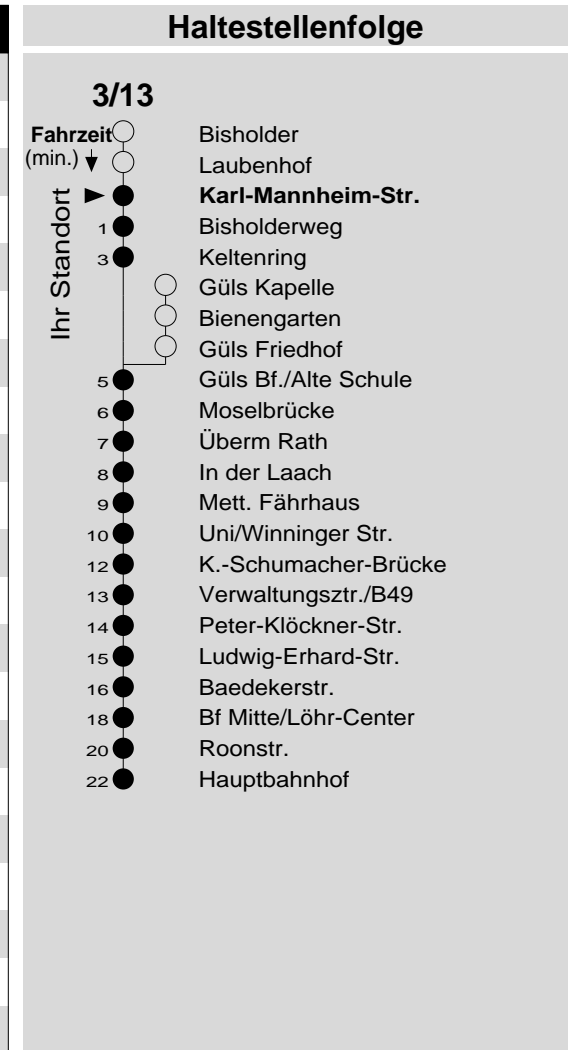 Haltestellenfolge
3/13
Fahrzeit
(min.)
Ihr Standort
Bisholder
Laubenhof
Karl-Mannheim-Str.
1 Bisholderweg
3 Keltenring
Güls Kapelle
Bienengarten
Güls Friedhof
5 Güls Bf./Alte Schule
6 Moselbrücke
7 Überm Rath
8 In der Laach
9 Mett. Fährhaus
10 Uni/Winninger Str.
12 K.-Schumacher-Brücke
13 Verwaltungsztr./B49
14 Peter-Klöckner-Str.
15 Ludwig-Erhard-Str.
16 Baedekerstr.
18 Bf Mitte/Löhr-Center
20 Roonstr.
22 Hauptbahnhof